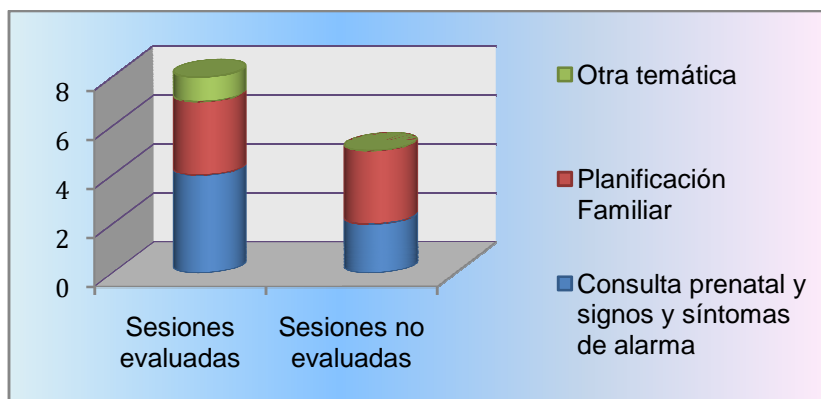 8
6
4
2
0
Sesiones
evaluadas
Sesiones no
evaluadas
Otra temática
Planificación
Familiar
Consulta prenatal y
signos y síntomas
de alarma